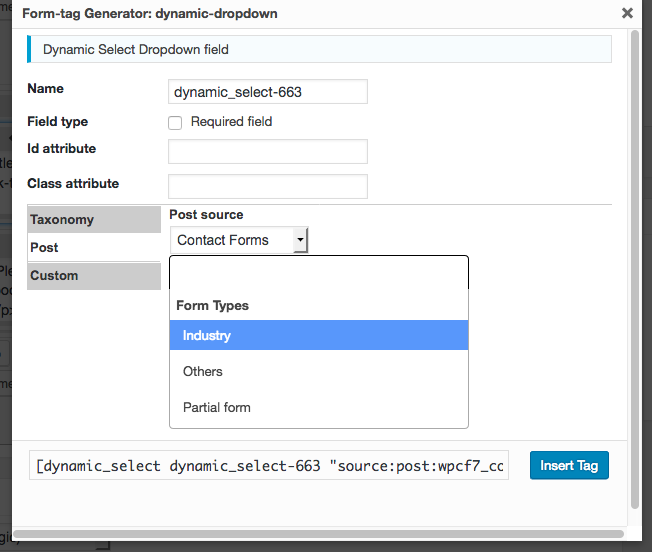 Form-tag Generator: dynamic-dropdown
Dynamic Select Dropdown field
Name
dynamic_select-663
Field type
Required field
Id attribute
Class attribute
Taxonomy
Post
Custom
Post source
Contact Forms
Form Types
Industry
Others
Partial form
[dynamic_select dynamic_select-663 "source:post:wpcf7_co
Insert Tag